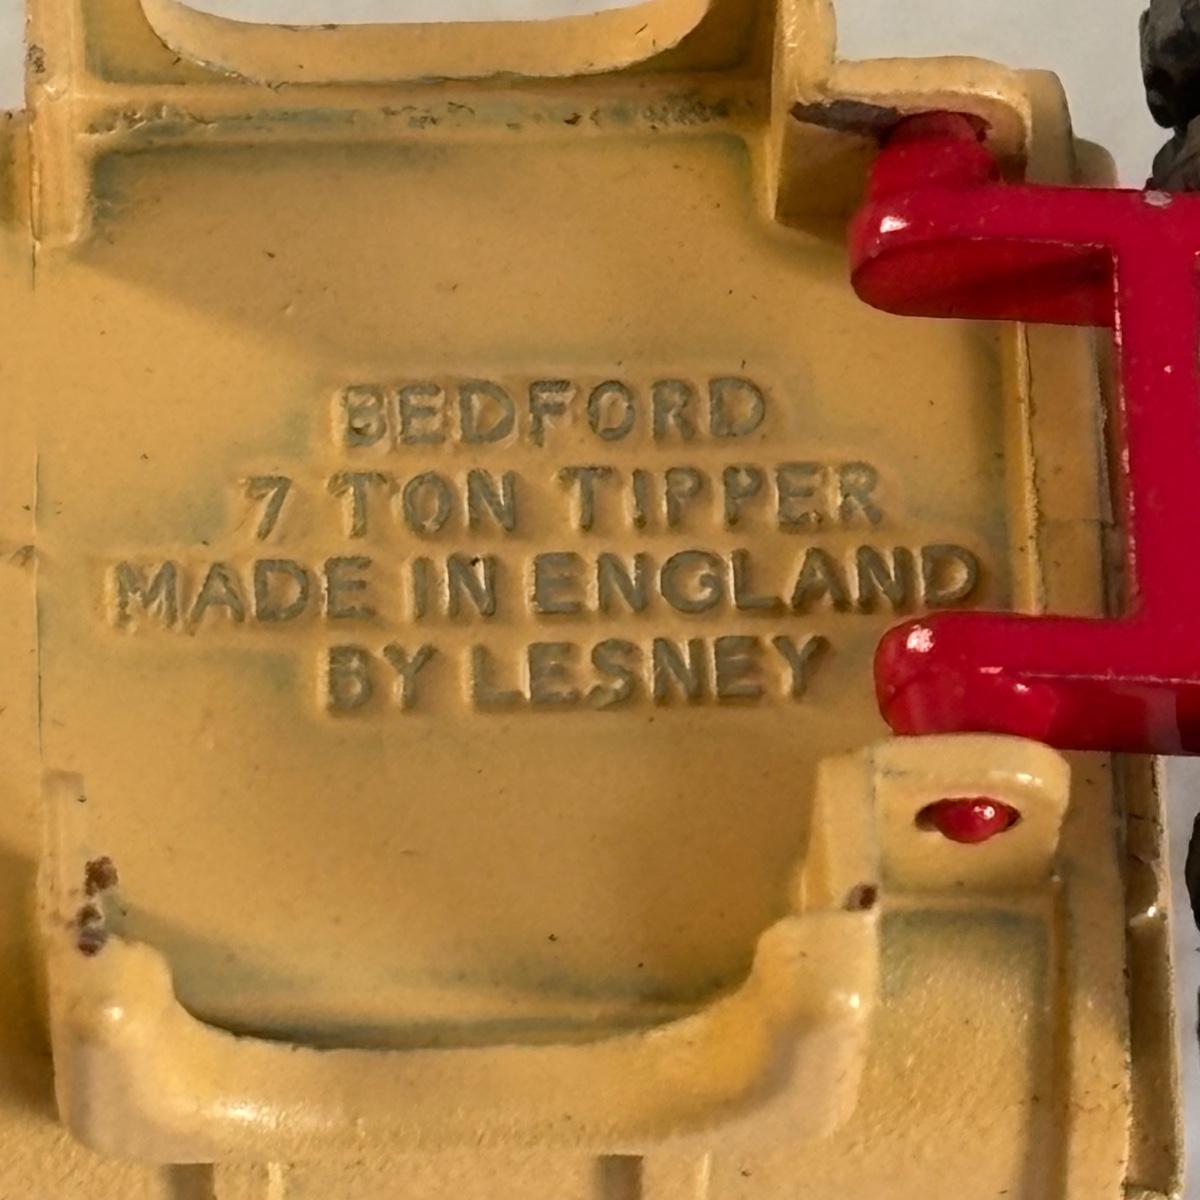 BEDFORD
7 TON TIPPER
MADE IN ENGLAND
BY LESNEY